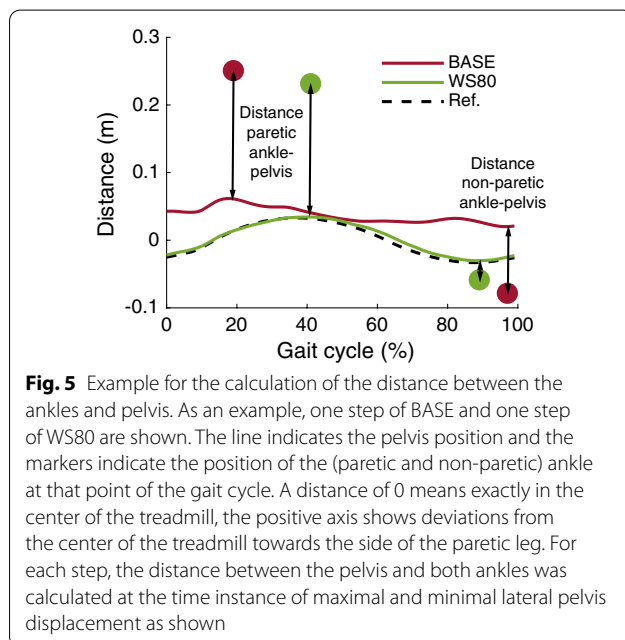 0.3
0.2
0.1
0
-0.1
Distance (m)
BASE
WS80
Ref.
Distance
paretic
ankle-
pelvis
Distance
non-paretic
ankle-pelvis
0 20 40 60 80 100
Gait cycle (%)
Fig. 5 Example for the calculation of the distance between the
ankles and pelvis. As an example, one step of BASE and one step
of WS80 are shown. The line indicates the pelvis position and the
markers indicate the position of the (paretic and non-paretic) ankle
at that point of the gait cycle. A distance of 0 means exactly in the
center of the treadmill, the positive axis shows deviations from
the center of the treadmill towards the side of the paretic leg. For
each step, the distance between the pelvis and both ankles was
calculated at the time instance of maximal and minimal lateral pelvis
displacement as shown